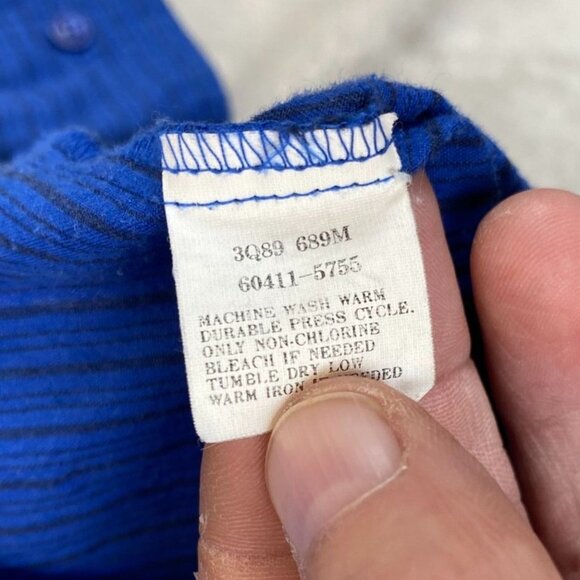 3Q89 689M
60411-5755
MACHINE WASH WARM
DURABLE PRESS CYCLE.
ONLY NON-CHLORINE
BLEACH IF NEEDED
TUMBLE DRY LOW
WARM IRON